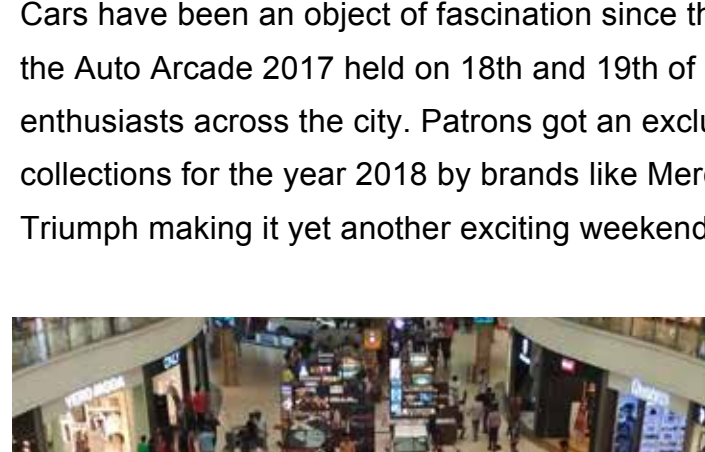 Cars have been an object of fascination since th
the Auto Arcade 2017 held on 18th and 19th of
enthusiasts across the city. Patrons got an exclu
collections for the year 2018 by brands like Merc
Triumph making it yet another exciting weekend
VERO MODA
ONLY